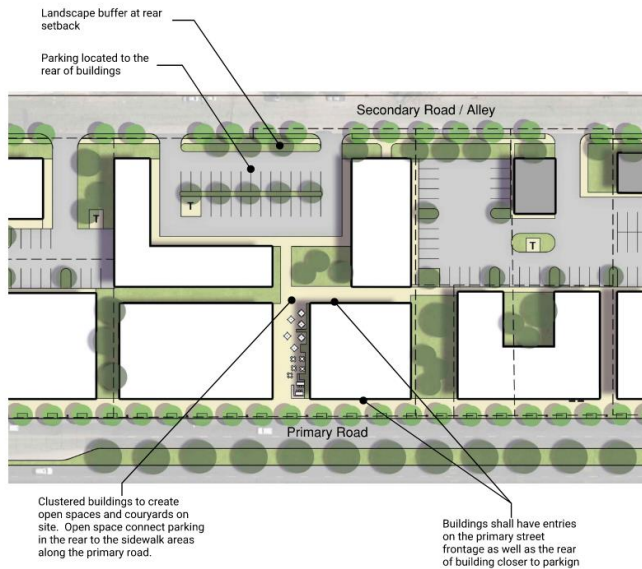 Landscape buffer at rear
setback
Parking located to the
rear of buildings
Secondary Road / Alley
T
T
Primary Road
Clustered buildings to create
open spaces and couryards on
site. Open space connect parking
in the rear to the sidewalk areas
along the primary road.
Buildings shall have entries
on the primary street
frontage as well as the rear
of building closer to parkign